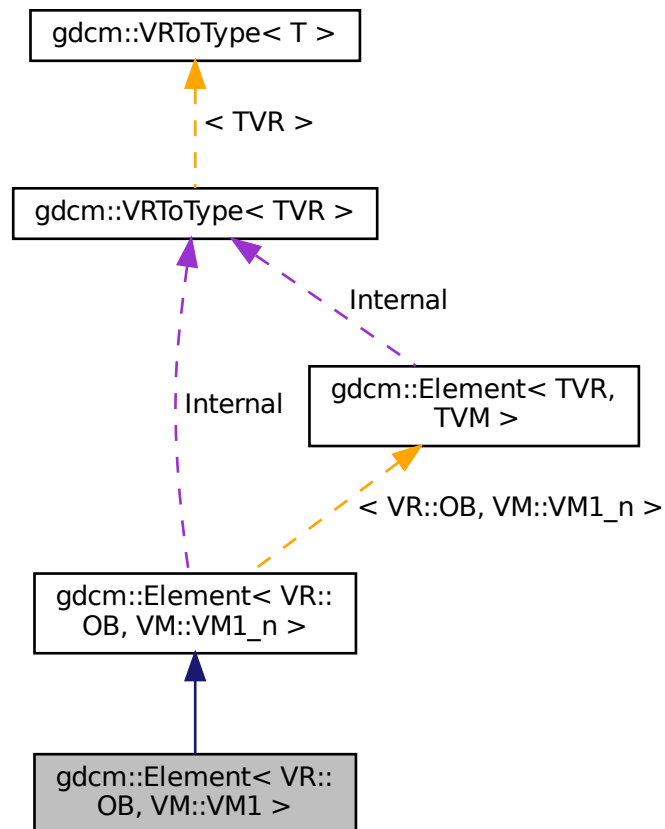 gdcm::VRToType< T >
< TVR >
gdcm::VRToType< TVR >
Internal
Internal
gdcm::Element< TVR,
TVM >
< VR::OB, VM::VM1_n >
gdcm::Element< VR::
OB, VM::VM1_n >
gdcm::Element< VR::
OB, VM::VM1 >